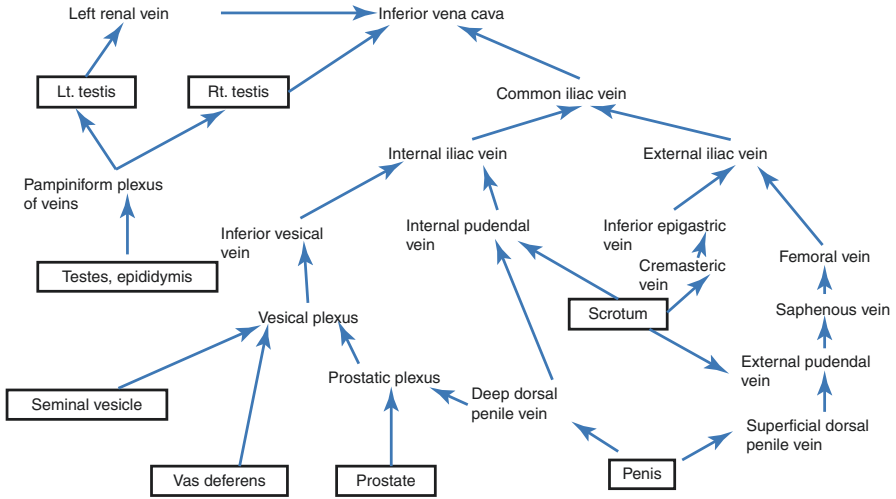 Left renal vein
Inferior vena cava
Lt. testis
Rt. testis
Common iliac vein
Internal iliac vein
External iliac vein
Pampiniform plexus
of veins
Inferior vesical
vein
Internal pudendal
vein
Inferior epigastric
vein
Femoral vein
Cremasteric
vein
Testes, epididymis
Scrotum
Saphenous vein
Vesical plexus
External pudendal
vein
Prostatic plexus
Deep dorsal
penile vein
Seminal vesicle
Superficial dorsal
penile vein
Vas deferens
Prostate
Penis